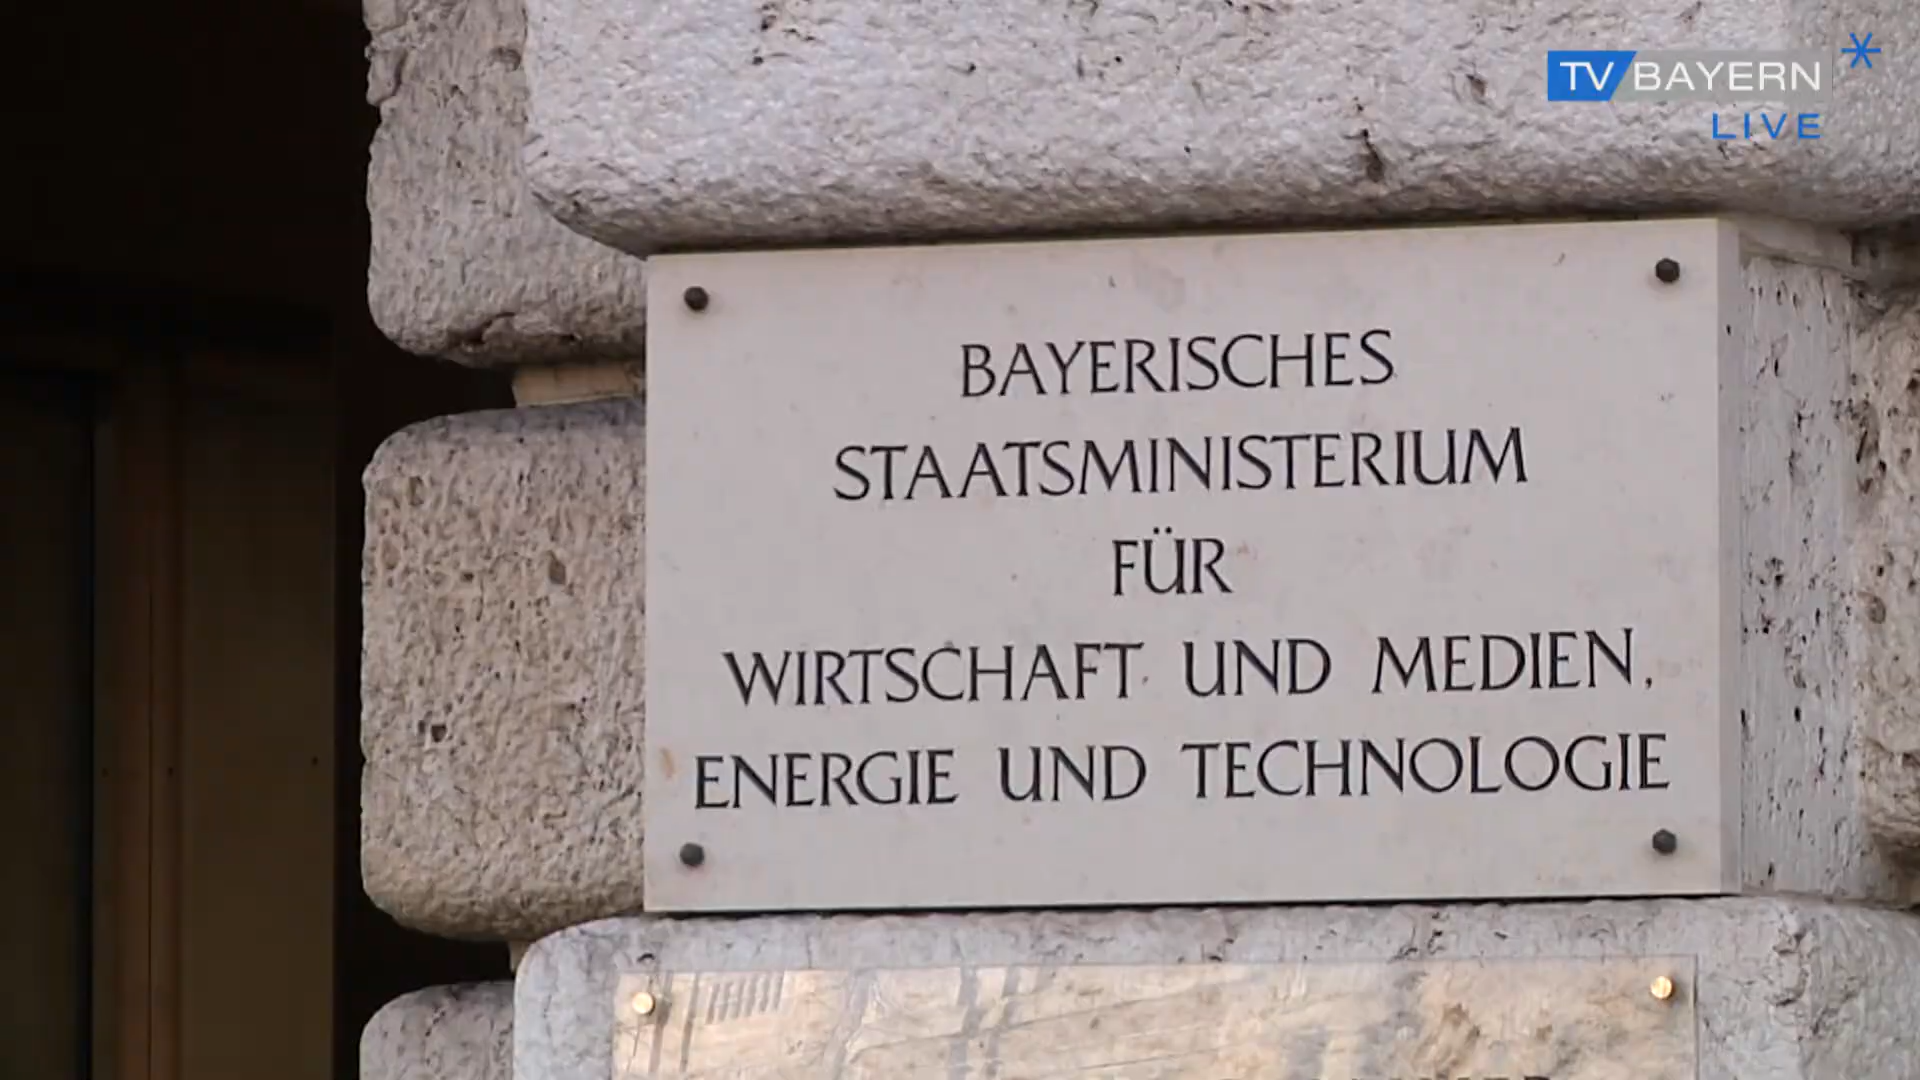 TV BAYERN
LIVE
BAYERISCHES
STAATSMINISTERIUM
FÜR
WIRTSCHAFT UND MEDIEN,
ENERGIE UND TECHNOLOGIE